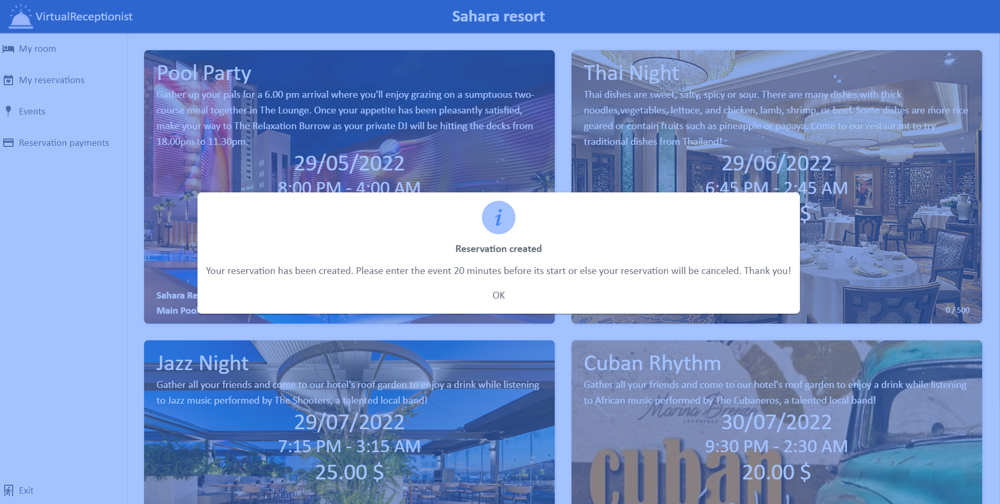 VirtualReceptionist
Sahara resort
My room
My reservations
Events
Reservation payments
Exit
Pool Party
Gather up your pals for a 6.00 pm arrival where you'll enjoy grazing on a sumptuous two-
course meal together in The Lounge. Once your appetite has been pleasantly satisfied,
make your way to The Relaxation Burrow as your private DJ will be hitting the decks from
18.00pm to 11.30pm.
29/05/2022
8:00 PM - 4:00 AM
Sahara Re
Main Pool
Thai Night
Thai dishes are sweet, salty, spicy or sour. There are many dishes with thick
noodles,vegetables, lettuce, and chicken, lamb, shrimp, or beef. Some dishes are more rice
geared or contain fruits such as pineapple or papaya. Come to our restaurant to try
traditional dishes from Thailand!
29/06/2022
6:45 PM - 2:45 AM
$
0 / 500
i
Reservation created
Your reservation has been created. Please enter the event 20 minutes before its start or else your reservation will be canceled. Thank you!
OK
Jazz Night
Gather all your friends and come to our hotel's roof garden to enjoy a drink while listening
to Jazz music performed by The Shooters, a talented local band!
29/07/2022
7:15 PM - 3:15 AM
25.00 $
Cuban Rhythm
Gather all your friends and come to our hotel's roof garden to enjoy a drink while listening
to African music performed by The Cubaneros, a talented local band!
Marina Breeze
30/07/2022
9:30 PM - 2:30 AM
20.00 $
cuban